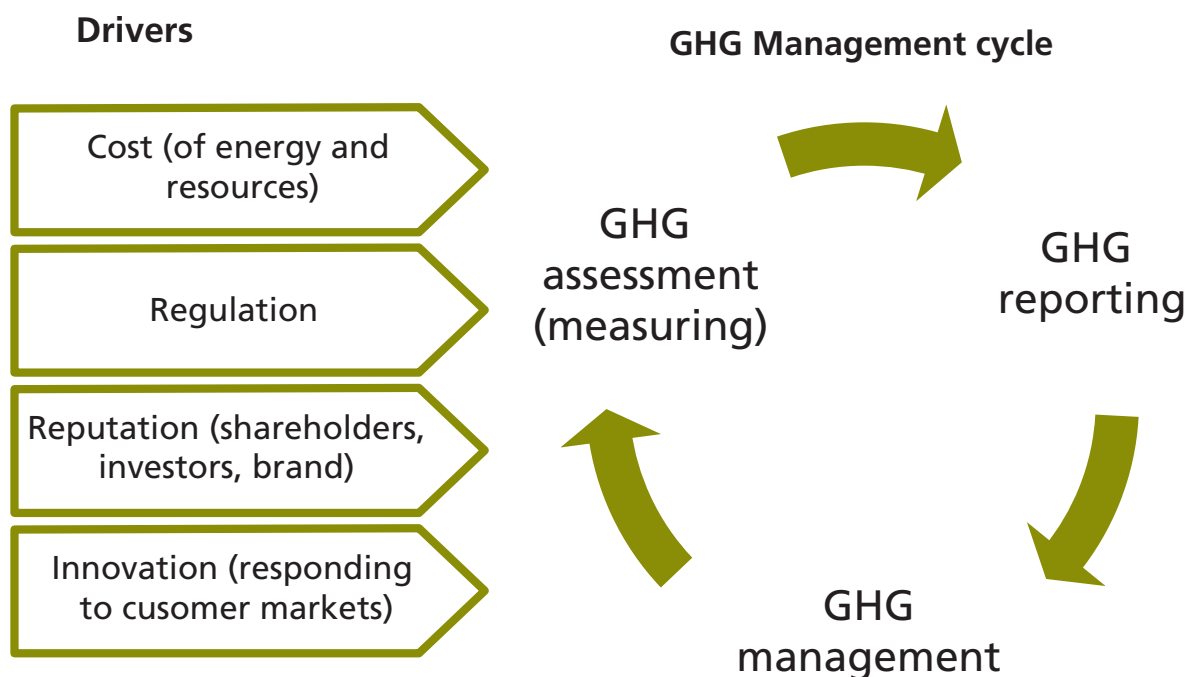 Drivers
GHG Management cycle
Cost (of energy and
resources)
Regulation
Reputation (shareholders,
investors, brand)
Innovation (responding
to cusomer markets)
GHG
assessment
(measuring)
GHG
reporting
GHG
management